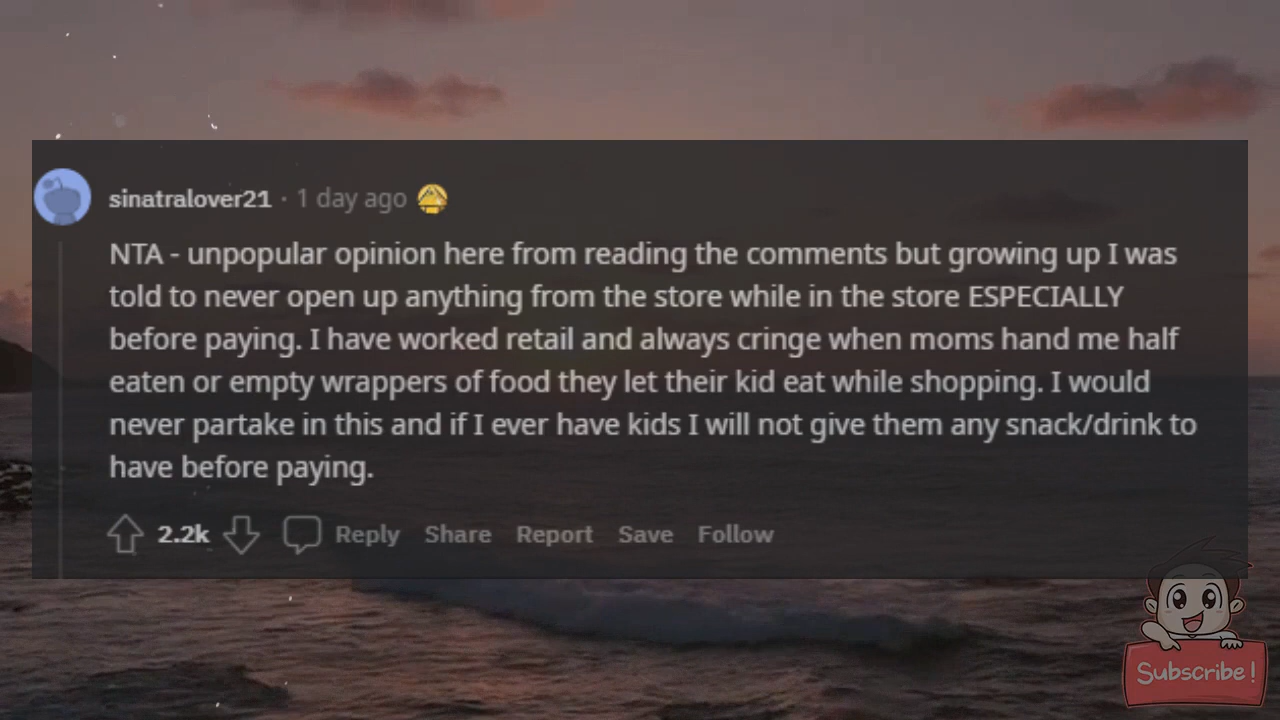 sinatralover21 · 1 day ago
NTA - unpopular opinion here from reading the comments but growing up I was
told to never open up anything from the store while in the store ESPECIALLY
before paying. I have worked retail and always cringe when moms hand me half
eaten or empty wrappers of food they let their kid eat while shopping. I would
never partake in this and if I ever have kids I will not give them any snack/drink to
have before paying.
2.2k Reply Share Report Save Follow
Subscribe!